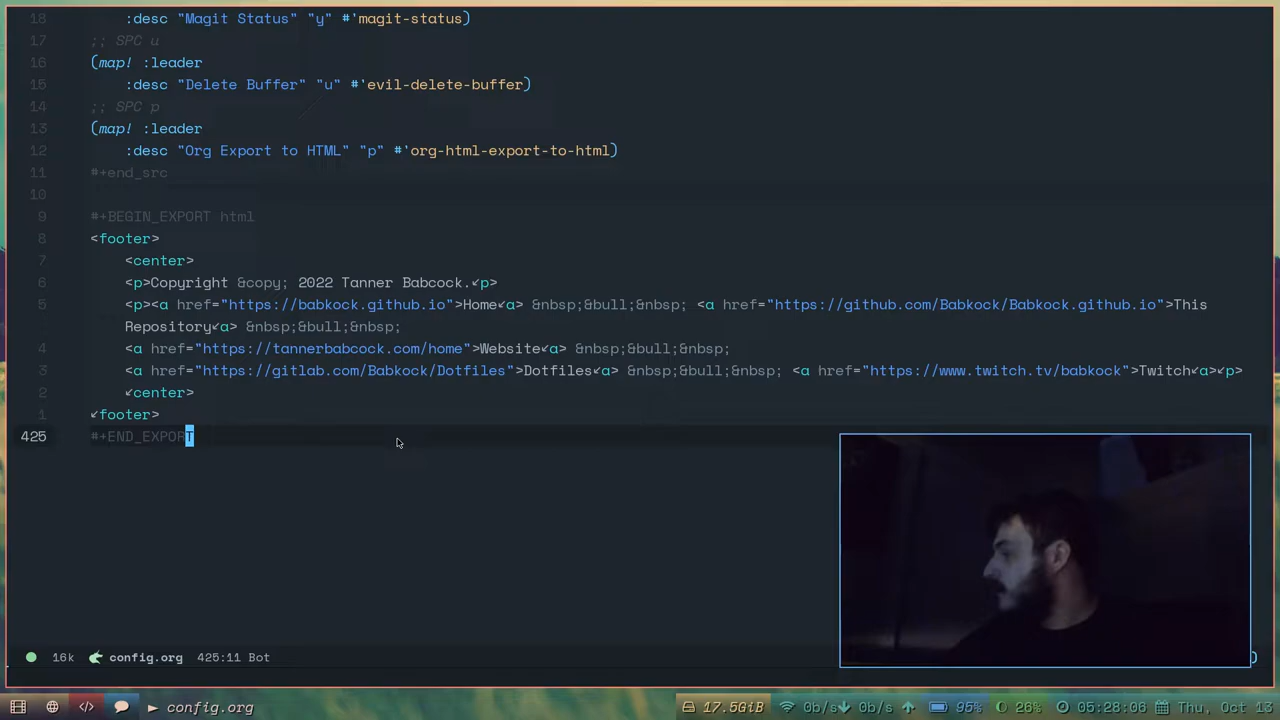 18 :desc "Magit Status" "y" #'magit-status)
17 ;; SPC u
16 (map! :leader
15 :desc "Delete Buffer" "u" #'evil-delete-buffer)
14 ;; SPC p
13 (map! :leader
12 :desc "Org Export to HTML" "p" #'org-html-export-to-html)
11 #+end_src
10
9 #+BEGIN_EXPORT html
8 <footer>
7 <center>
6 <p>Copyright &copy; 2022 Tanner Babcock.</p>
5 <p><a href="https://babkock.github.io">Home</a> &nbsp;&bull;&nbsp; <a href="https://github.com/Babkock/Babkock.github.io">This
Repository</a> &nbsp;&bull;&nbsp;
4 <a href="https://tannerbabcock.com/home">Website</a> &nbsp;&bull;&nbsp;
3 <a href="https://gitlab.com/Babkock/Dotfiles">Dotfiles</a> &nbsp;&bull;&nbsp; <a href="https://www.twitch.tv/babkock">Twitch</a></p>
2 </center>
1 </footer>
425 #+END_EXPORT
16k config.org 425:11 Bot
</> ► config.org 17.5GiB 0b/s 0b/s 95% 26% 05:28:06 Thu, Oct 13